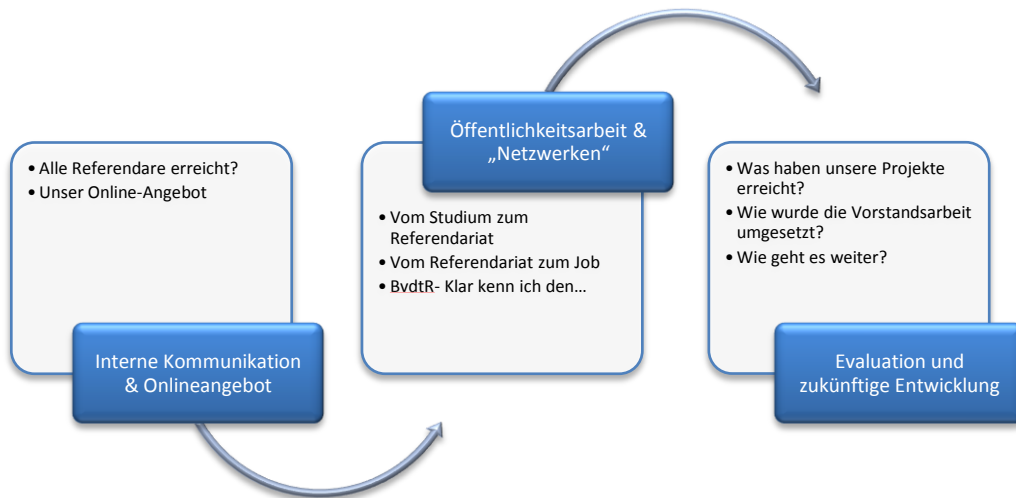 • Alle Referendare erreicht?
• Unser Online-Angebot
Interne Kommunikation
& Onlineangebot
Öffentlichkeitsarbeit &
„Netzwerken“
• Vom Studium zum
Referendariat
• Vom Referendariat zum Job
• BvdtR- Klar kenn ich den…
• Was haben unsere Projekte
erreicht?
• Wie wurde die Vorstandsarbeit
umgesetzt?
• Wie geht es weiter?
Evaluation und
zukünftige Entwicklung